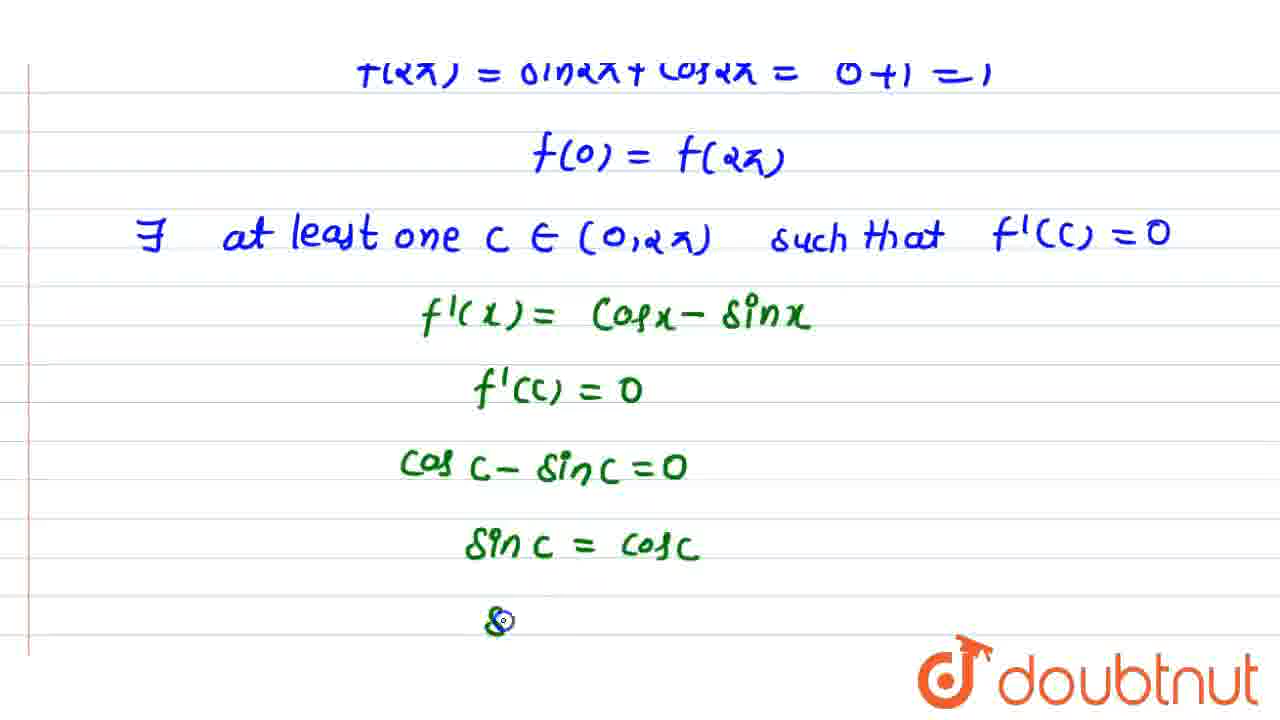 f(2π) = sin2π + cos2π = 0+1 = 1
f(0) = f(2π)
∃ at least one c ∈ (0,2π) such that f'(c) = 0
f'(x) = cosx - sinx
f'(c) = 0
cos c - sin c = 0
sin c = cos c
s
doubtnut